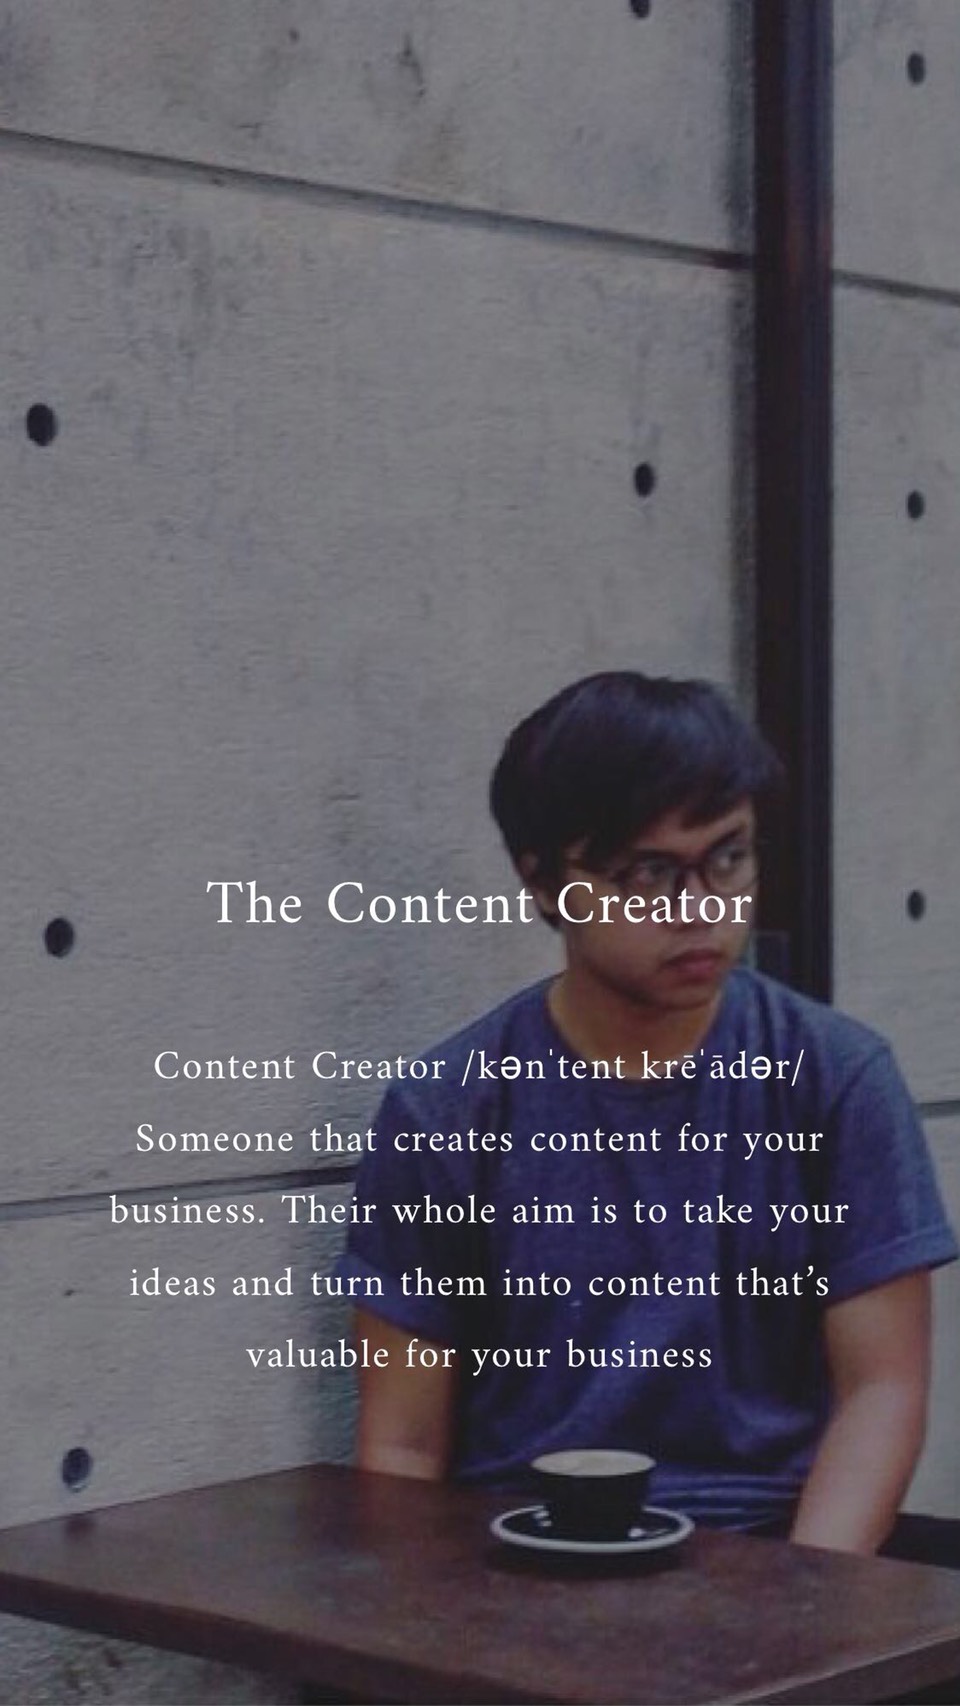 The Content Creator
Content Creator /kənˈtent krēˈādər/
Someone that creates content for your
business. Their whole aim is to take your
ideas and turn them into content that’s
valuable for your business